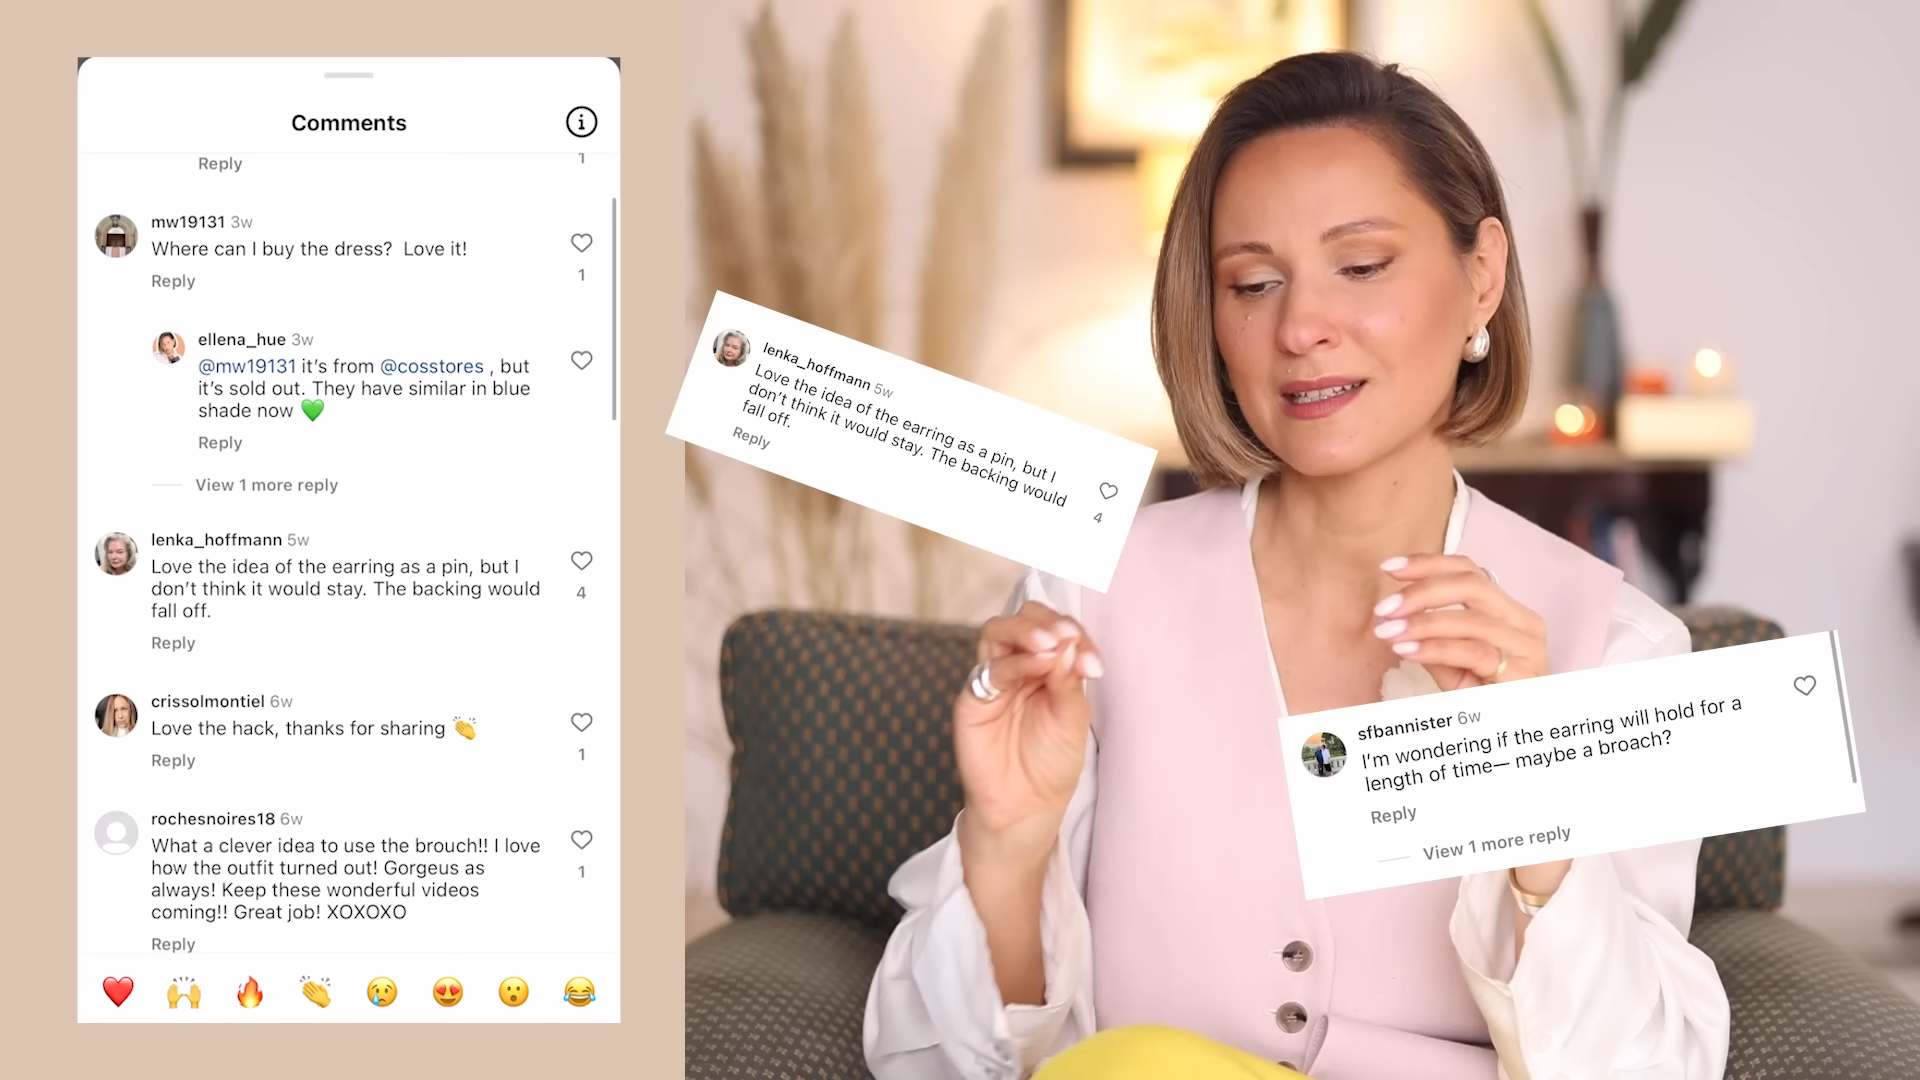 Comments
Reply
1
mw19131 3w
Where can I buy the dress?  Love it!
1
Reply
ellena_hue 3w
@mw19131 it’s from @cosstores , but
it’s sold out. They have similar in blue
shade now 💚
Reply
View 1 more reply
lenka_hoffmann 5w
Love the idea of the earring as a pin, but I
don’t think it would stay. The backing would
fall off.
4
Reply
crissolmontiel 6w
Love the hack, thanks for sharing 👏
1
Reply
rochesnoires18 6w
What a clever idea to use the brouch!! I love
how the outfit turned out! Gorgeus as
always! Keep these wonderful videos
coming!! Great job! XOXOXO
1
Reply
lenka_hoffmann 5w
Love the idea of the earring as a pin, but I
don’t think it would stay. The backing would
fall off.
Reply
4
sfbannister 6w
I’m wondering if the earring will hold for a
length of time— maybe a broach?
Reply
View 1 more reply